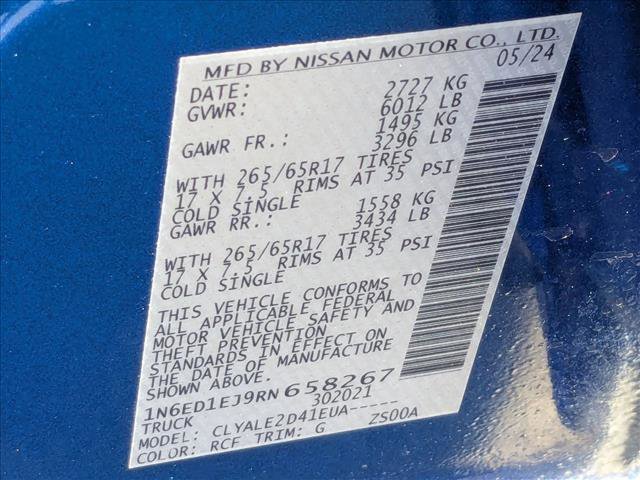 MFD BY NISSAN MOTOR CO., LTD.
DATE: 05/24
GVWR: 2727 KG
6012 LB
GAWR FR.: 1495 KG
3296 LB
WITH 265/65R17 TIRES
17 X 7.5 RIMS AT 35 PSI
COLD SINGLE
GAWR RR.: 1558 KG
3434 LB
WITH 265/65R17 TIRES
17 X 7.5 RIMS AT 35 PSI
COLD SINGLE
THIS VEHICLE CONFORMS TO
ALL APPLICABLE FEDERAL
MOTOR VEHICLE SAFETY AND
THEFT PREVENTION
STANDARDS IN EFFECT ON
THE DATE OF MANUFACTURE
SHOWN ABOVE.
1N6ED1EJ9RN658267
TRUCK 302021
MODEL: CLYALE2D41EUA-----
COLOR: RCF TRIM: G ZS00A